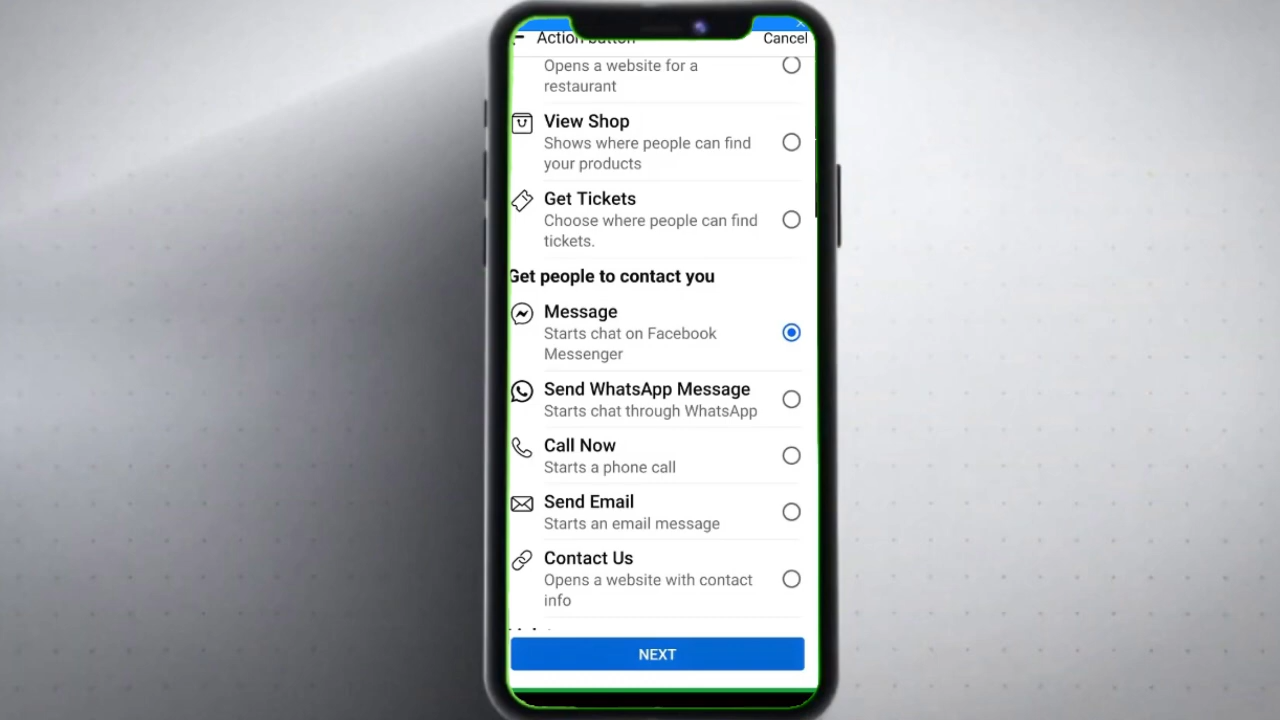 Action button
Cancel
Opens a website for a
restaurant
View Shop
Shows where people can find
your products
Get Tickets
Choose where people can find
tickets.
Get people to contact you
Message
Starts chat on Facebook
Messenger
Send WhatsApp Message
Starts chat through WhatsApp
Call Now
Starts a phone call
Send Email
Starts an email message
Contact Us
Opens a website with contact
info
NEXT